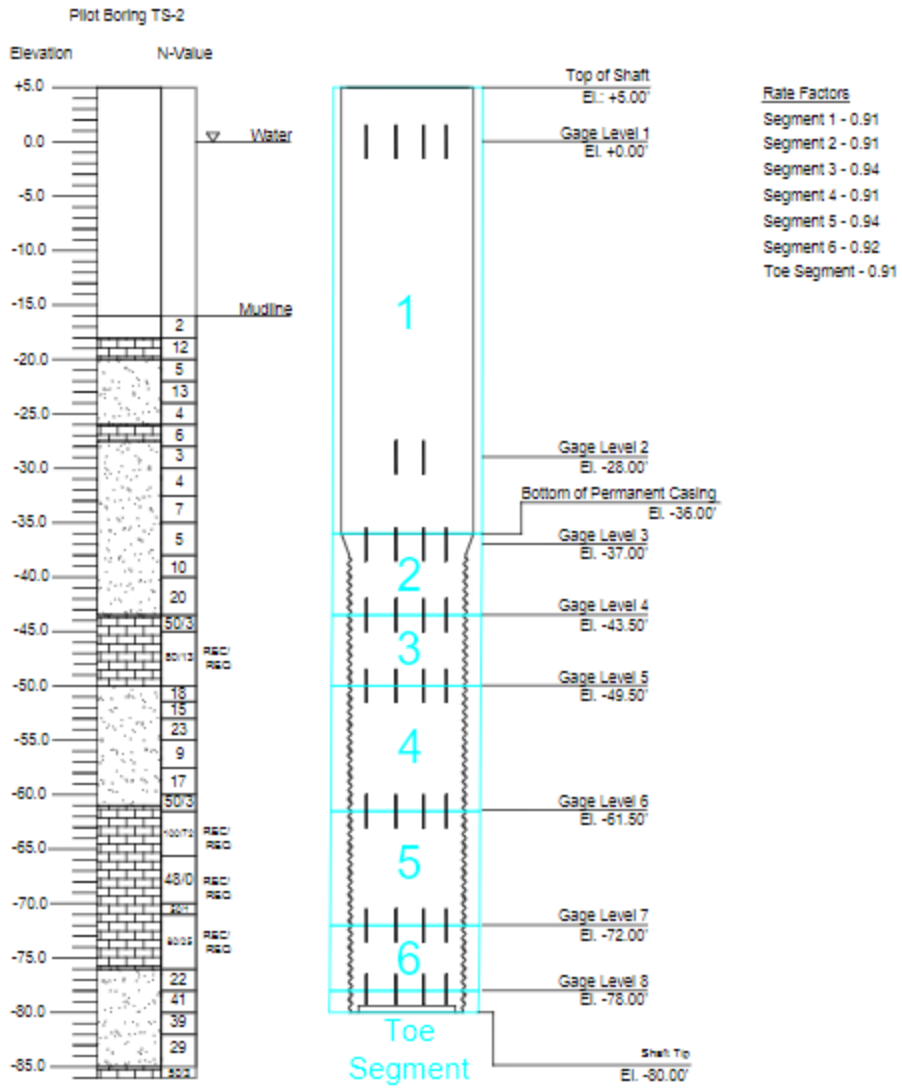 Pilot Boring TS-2
Elevation N-Value
+5.0
0.0
-5.0
-10.0
-15.0
-20.0
-25.0
-30.0
-35.0
-40.0
-45.0
-50.0
-55.0
-60.0
-65.0
-70.0
-75.0
-80.0
-85.0
Water
Mudline
2
12
5
13
4
6
3
4
7
5
10
20
50/3
REC/
18
15
23
9
17
50/3
REC/
48/0
REC/
REC/
22
41
39
29
1
2
3
4
5
6
Toe
Segment
Top of Shaft
El.: +5.00'
Gage Level 1
El. +0.00'
Gage Level 2
El. -28.00'
Bottom of Permanent Casing
El. -36.00'
Gage Level 3
El. -37.00'
Gage Level 4
El. -43.50'
Gage Level 5
El. -49.50'
Gage Level 6
El. -61.50'
Gage Level 7
El. -72.00'
Gage Level 8
El. -78.00'
Shaft Tip
El. -80.00'
Rate Factors
Segment 1 - 0.91
Segment 2 - 0.91
Segment 3 - 0.94
Segment 4 - 0.91
Segment 5 - 0.94
Segment 6 - 0.92
Toe Segment - 0.91